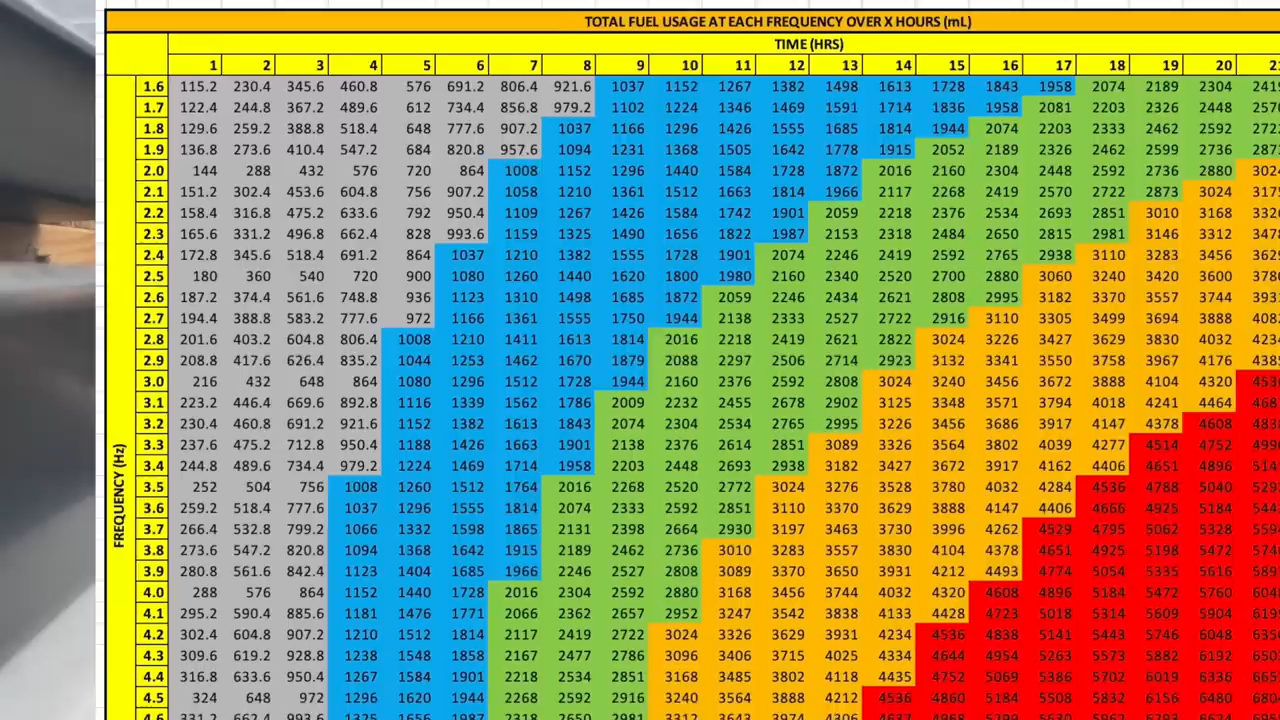 TOTAL FUEL USAGE AT EACH FREQUENCY OVER X HOURS (mL)
TIME (HRS)
1 2 3 4 5 6 7 8 9 10 11 12 13 14 15 16 17 18 19 20
FREQUENCY (Hz)
1.6 115.2 230.4 345.6 460.8 576 691.2 806.4 921.6 1037 1152 1267 1382 1498 1613 1728 1843 1958 2074 2189 2304
1.7 122.4 244.8 367.2 489.6 612 734.4 856.8 979.2 1102 1224 1346 1469 1591 1714 1836 1958 2081 2203 2326 2448
1.8 129.6 259.2 388.8 518.4 648 777.6 907.2 1037 1166 1296 1426 1555 1685 1814 1944 2074 2203 2333 2462 2592
1.9 136.8 273.6 410.4 547.2 684 820.8 957.6 1094 1231 1368 1505 1642 1778 1915 2052 2189 2326 2462 2599 2736
2.0 144 288 432 576 720 864 1008 1152 1296 1440 1584 1728 1872 2016 2160 2304 2448 2592 2736 2880
2.1 151.2 302.4 453.6 604.8 756 907.2 1058 1210 1361 1512 1663 1814 1966 2117 2268 2419 2570 2722 2873 3024
2.2 158.4 316.8 475.2 633.6 792 950.4 1109 1267 1426 1584 1742 1901 2059 2218 2376 2534 2693 2851 3010 3168
2.3 165.6 331.2 496.8 662.4 828 993.6 1159 1325 1490 1656 1822 1987 2153 2318 2484 2650 2815 2981 3146 3312
2.4 172.8 345.6 518.4 691.2 864 1037 1210 1382 1555 1728 1901 2074 2246 2419 2592 2765 2938 3110 3283 3456
2.5 180 360 540 720 900 1080 1260 1440 1620 1800 1980 2160 2340 2520 2700 2880 3060 3240 3420 3600
2.6 187.2 374.4 561.6 748.8 936 1123 1310 1498 1685 1872 2059 2246 2434 2621 2808 2995 3182 3370 3557 3744
2.7 194.4 388.8 583.2 777.6 972 1166 1361 1555 1750 1944 2138 2333 2527 2722 2916 3110 3305 3499 3694 3888
2.8 201.6 403.2 604.8 806.4 1008 1210 1411 1613 1814 2016 2218 2419 2621 2822 3024 3226 3427 3629 3830 4032
2.9 208.8 417.6 626.4 835.2 1044 1253 1462 1670 1879 2088 2297 2506 2714 2923 3132 3341 3550 3758 3967 4176
3.0 216 432 648 864 1080 1296 1512 1728 1944 2160 2376 2592 2808 3024 3240 3456 3672 3888 4104 4320
3.1 223.2 446.4 669.6 892.8 1116 1339 1562 1786 2009 2232 2455 2678 2902 3125 3348 3571 3794 4018 4241 4464
3.2 230.4 460.8 691.2 921.6 1152 1382 1613 1843 2074 2304 2534 2765 2995 3226 3456 3686 3917 4147 4378 4608
3.3 237.6 475.2 712.8 950.4 1188 1426 1663 1901 2138 2376 2614 2851 3089 3326 3564 3802 4039 4277 4514 4752
3.4 244.8 489.6 734.4 979.2 1224 1469 1714 1958 2203 2448 2693 2938 3182 3427 3672 3917 4162 4406 4651 4896
3.5 252 504 756 1008 1260 1512 1764 2016 2268 2520 2772 3024 3276 3528 3780 4032 4284 4536 4788 5040
3.6 259.2 518.4 777.6 1037 1296 1555 1814 2074 2333 2592 2851 3110 3370 3629 3888 4147 4406 4666 4925 5184
3.7 266.4 532.8 799.2 1066 1332 1598 1865 2131 2398 2664 2930 3197 3463 3730 3996 4262 4529 4795 5062 5328
3.8 273.6 547.2 820.8 1094 1368 1642 1915 2189 2462 2736 3010 3283 3557 3830 4104 4378 4651 4925 5198 5472
3.9 280.8 561.6 842.4 1123 1404 1685 1966 2246 2527 2808 3089 3370 3650 3931 4212 4493 4774 5054 5335 5616
4.0 288 576 864 1152 1440 1728 2016 2304 2592 2880 3168 3456 3744 4032 4320 4608 4896 5184 5472 5760
4.1 295.2 590.4 885.6 1181 1476 1771 2066 2362 2657 2952 3247 3542 3838 4133 4428 4723 5018 5314 5609 5904
4.2 302.4 604.8 907.2 1210 1512 1814 2117 2419 2722 3024 3326 3629 3931 4234 4536 4838 5141 5443 5746 6048
4.3 309.6 619.2 928.8 1238 1548 1858 2167 2477 2786 3096 3406 3715 4025 4334 4644 4954 5263 5573 5882 6192
4.4 316.8 633.6 950.4 1267 1584 1901 2218 2534 2851 3168 3485 3802 4118 4435 4752 5069 5386 5702 6019 6336
4.5 324 648 972 1296 1620 1944 2268 2592 2916 3240 3564 3888 4212 4536 4860 5184 5508 5832 6156 6480
4.6 331.2 662.4 993.6 1325 1656 1987 2318 2650 2981 3312 3643 3974 4306